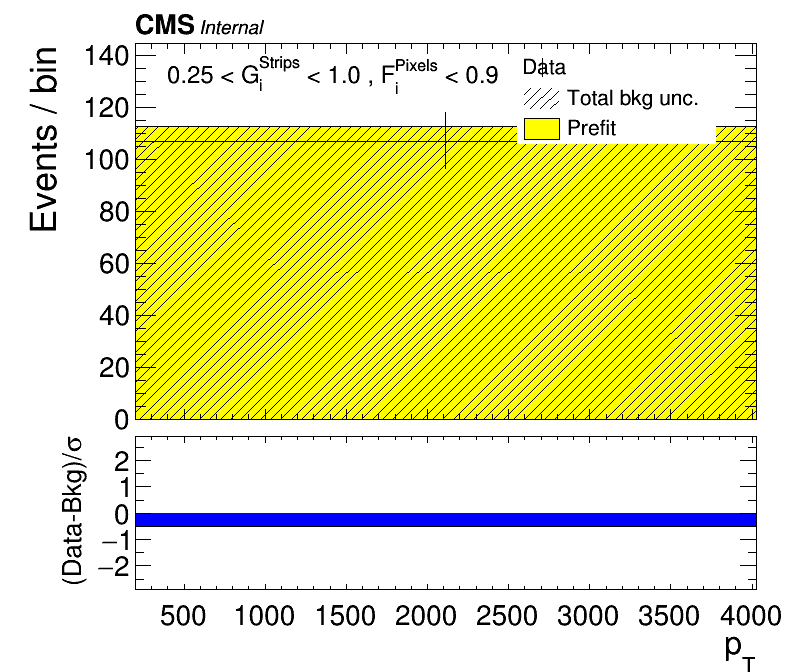 CMS Internal
Events / bin
140
120
100
80
60
40
20
0
0.25 < G_i^Strips < 1.0 , F_i^Pixels < 0.9
Data
Total bkg unc.
Prefit
(Data-Bkg)/σ
2
1
0
−1
−2
500 1000 1500 2000 2500 3000 3500 4000
p_T